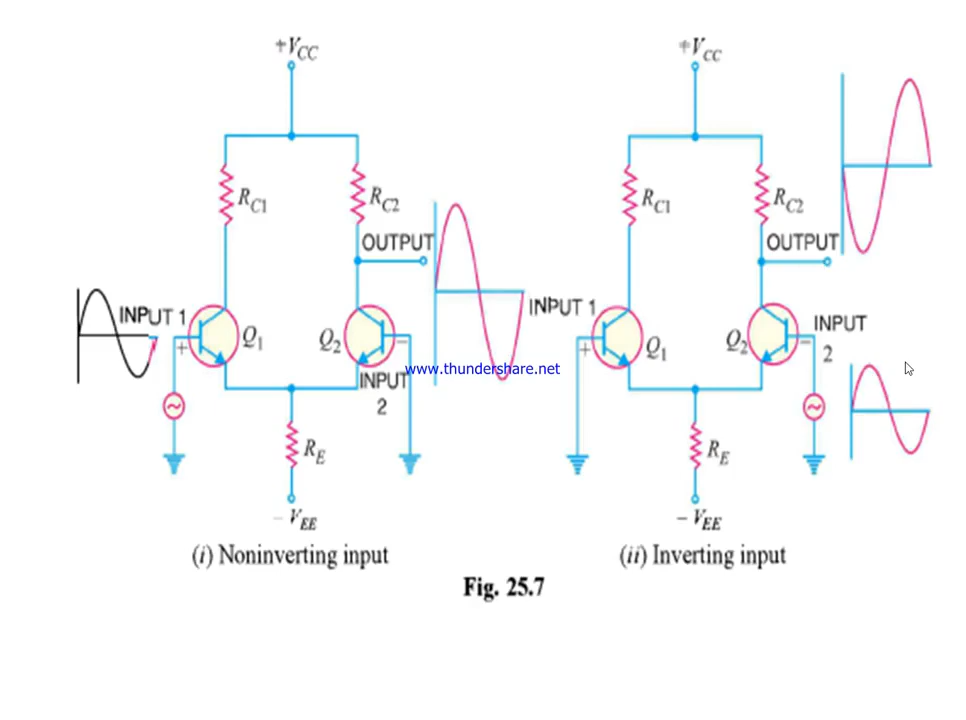 +VCC
RC1
RC2
OUTPUT
INPUT 1
+
Q1
Q2
−
INPUT
2
RE
− VEE
(i) Noninverting input
+VCC
RC1
RC2
OUTPUT
INPUT 1
+
Q1
Q2
−
INPUT
2
RE
− VEE
(ii) Inverting input
www.thundershare.net
Fig. 25.7